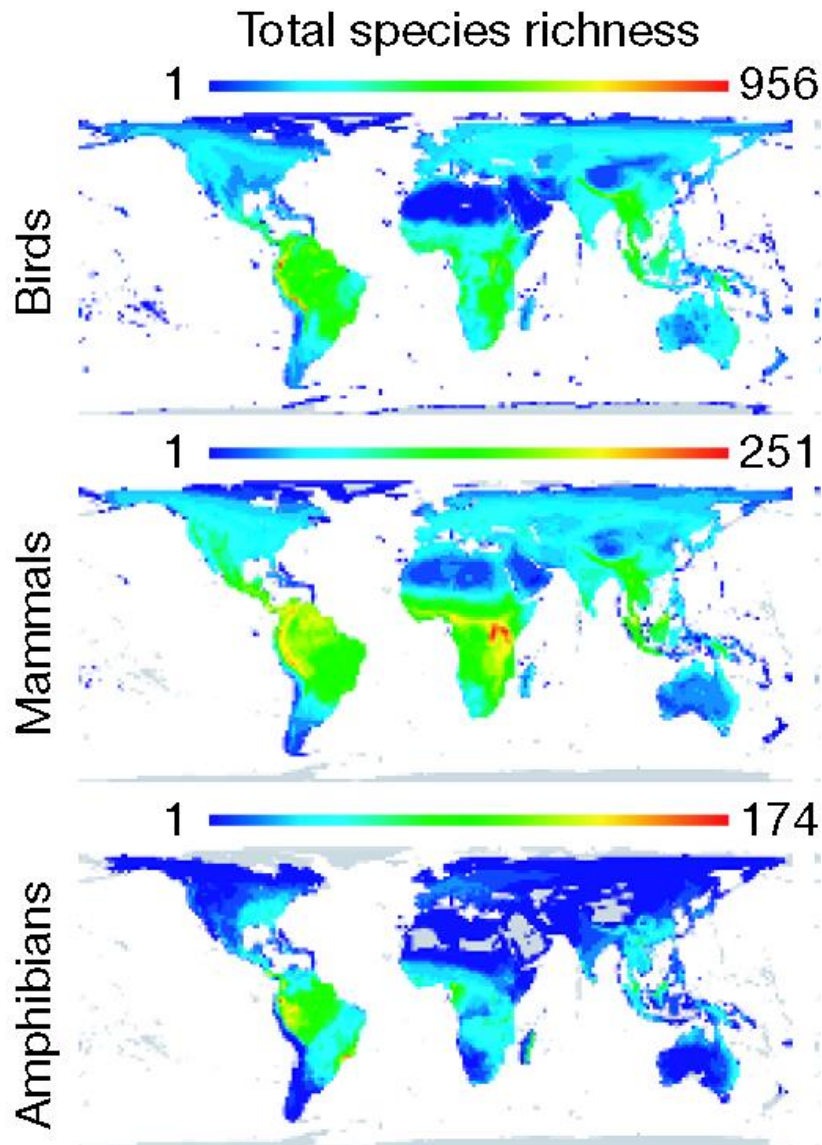 Total species richness
1 956
Birds
1 251
Mammals
1 174
Amphibians